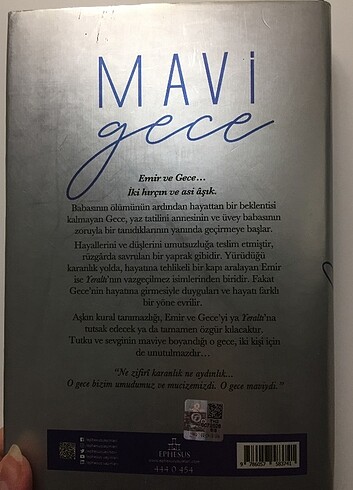 MAVİ
gece
Emir ve Gece...
İki hırçın ve asi âşık.
Babasının ölümünün ardından hayattan bir beklentisi
kalmayan Gece, yaz tatilini annesinin ve üvey babasının
zoruyla bir tanıdıklarının yanında geçirmeye başlar.
Hayallerini ve düşlerini umutsuzluğa teslim etmiştir,
rüzgârda savrulan bir yaprak gibidir. Yürüdüğü
karanlık yolda, hayatına tehlikeli bir kapı aralayan Emir
ise Yeraltı'nın vazgeçilmez isimlerinden biridir. Fakat
Gece'nin hayatına girmesiyle duyguları ve hayatı farklı
bir yöne evrilir.
Aşkın kural tanımazlığı, Emir ve Gece'yi ya Yeraltı'na
tutsak edecek ya da tamamen özgür kılacaktır.
Tutku ve sevginin maviye boyandığı o gece, iki kişi için
de unutulmazdır...
"Ne zifirî karanlık ne aydınlık...
O gece bizim umudumuz ve mucizemizdi. O gece maviydi."
EPHESUS
444 0 454